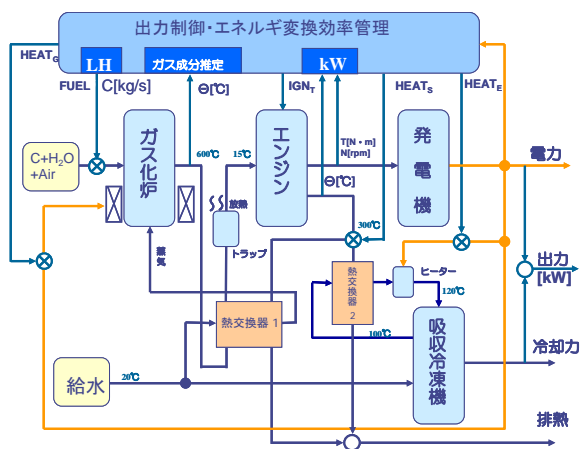 出力制御・エネルギ変換効率管理
HEAT_G
LH
ガス成分推定
kW
FUEL
C[kg/s]
Θ[℃]
IGN_T
HEAT_S
HEAT_E
C+H₂O
+Air
ガス化炉
600℃
15℃
エンジン
T[N・m]
N[rpm]
Θ[℃]
発電機
電力
放熱
トラップ
300℃
蒸気
熱交換器 1
熱交換器
2
ヒーター
120℃
100℃
出力
[kW]
吸収冷凍機
冷却力
給水
20℃
排熱